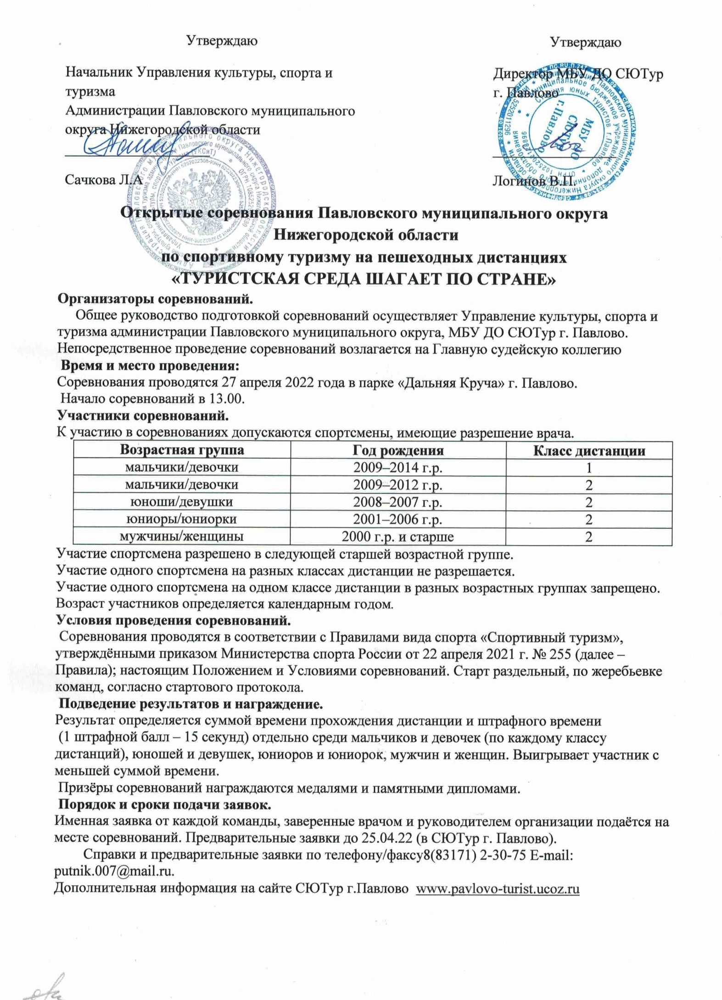 Утверждаю
Начальник Управления культуры, спорта и
туризма
Администрации Павловского муниципального
округа Нижегородской области
Сачкова Л.А
Утверждаю
Директор МБУ ДО СЮТур
г. Павлово
Логинов В.П.
МБУ ДО
СЮТур
г.Павлово
Открытые соревнования Павловского муниципального округа
Нижегородской области
по спортивному туризму на пешеходных дистанциях
«ТУРИСТСКАЯ СРЕДА ШАГАЕТ ПО СТРАНЕ»
Организаторы соревнований.
Общее руководство подготовкой соревнований осуществляет Управление культуры, спорта и
туризма администрации Павловского муниципального округа, МБУ ДО СЮТур г. Павлово.
Непосредственное проведение соревнований возлагается на Главную судейскую коллегию
Время и место проведения:
Соревнования проводятся 27 апреля 2022 года в парке «Дальняя Круча» г. Павлово.
Начало соревнований в 13.00.
Участники соревнований.
К участию в соревнованиях допускаются спортсмены, имеющие разрешение врача.
Возрастная группа Год рождения Класс дистанции
мальчики/девочки 2009–2014 г.р. 1
мальчики/девочки 2009–2012 г.р. 2
юноши/девушки 2008–2007 г.р. 2
юниоры/юниорки 2001–2006 г.р. 2
мужчины/женщины 2000 г.р. и старше 2
Участие спортсмена разрешено в следующей старшей возрастной группе.
Участие одного спортсмена на разных классах дистанции не разрешается.
Участие одного спортсмена на одном классе дистанции в разных возрастных группах запрещено.
Возраст участников определяется календарным годом.
Условия проведения соревнований.
Соревнования проводятся в соответствии с Правилами вида спорта «Спортивный туризм»,
утверждёнными приказом Министерства спорта России от 22 апреля 2021 г. № 255 (далее –
Правила); настоящим Положением и Условиями соревнований. Старт раздельный, по жеребьевке
команд, согласно стартового протокола.
Подведение результатов и награждение.
Результат определяется суммой времени прохождения дистанции и штрафного времени
(1 штрафной балл – 15 секунд) отдельно среди мальчиков и девочек (по каждому классу
дистанций), юношей и девушек, юниоров и юниорок, мужчин и женщин. Выигрывает участник с
меньшей суммой времени.
Призёры соревнований награждаются медалями и памятными дипломами.
Порядок и сроки подачи заявок.
Именная заявка от каждой команды, заверенные врачом и руководителем организации подаётся на
месте соревнований. Предварительные заявки до 25.04.22 (в СЮТур г. Павлово).
Справки и предварительные заявки по телефону/факсу8(83171) 2-30-75 E-mail:
putnik.007@mail.ru.
Дополнительная информация на сайте СЮТур г.Павлово www.pavlovo-turist.ucoz.ru